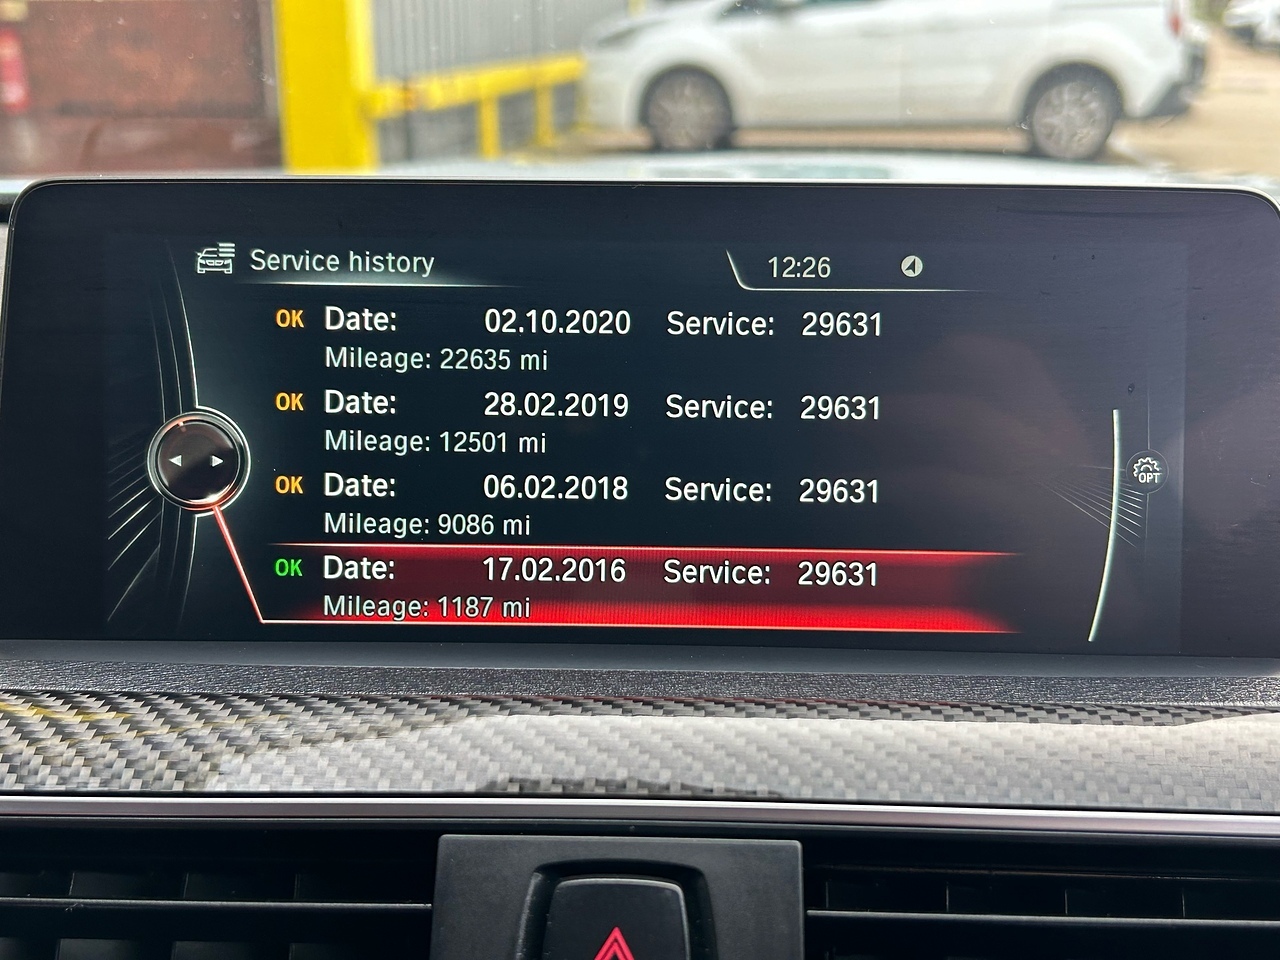 Service history 12:26
OK Date: 02.10.2020 Service: 29631
Mileage: 22635 mi
OK Date: 28.02.2019 Service: 29631
Mileage: 12501 mi
OK Date: 06.02.2018 Service: 29631
Mileage: 9086 mi
OPT
OK Date: 17.02.2016 Service: 29631
Mileage: 1187 mi